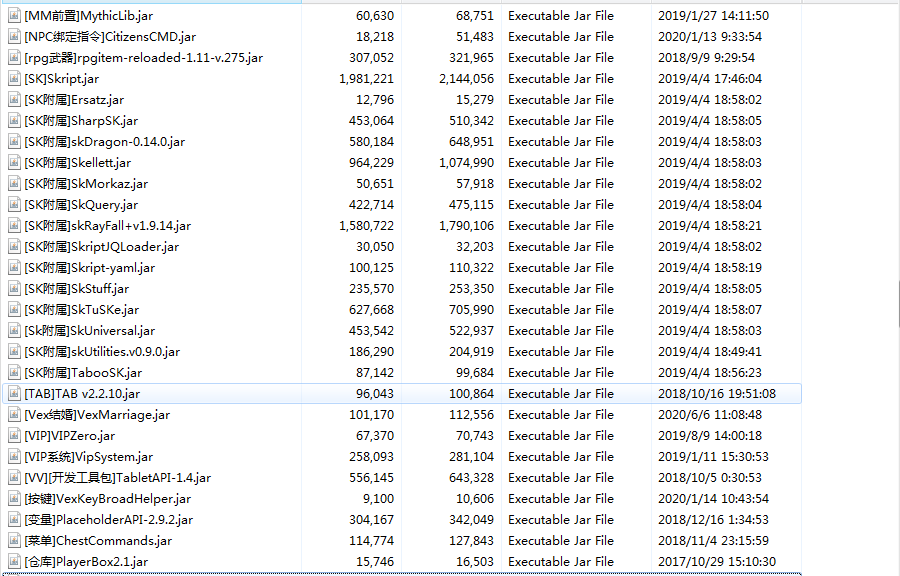 [MM前置]MythicLib.jar 60,630 68,751 Executable Jar File 2019/1/27 14:11:50
[NPC绑定指令]CitizensCMD.jar 18,218 51,483 Executable Jar File 2020/1/13 9:33:54
[rpg武器]rpgitem-reloaded-1.11-v.275.jar 307,052 321,965 Executable Jar File 2018/9/9 9:29:54
[SK]Skript.jar 1,981,221 2,144,056 Executable Jar File 2019/4/4 17:46:04
[SK附属]Ersatz.jar 12,796 15,279 Executable Jar File 2019/4/4 18:58:02
[SK附属]SharpSK.jar 453,064 510,342 Executable Jar File 2019/4/4 18:58:05
[SK附属]skDragon-0.14.0.jar 580,184 648,951 Executable Jar File 2019/4/4 18:58:03
[SK附属]Skellett.jar 964,229 1,074,990 Executable Jar File 2019/4/4 18:58:03
[SK附属]SkMorkaz.jar 50,651 57,918 Executable Jar File 2019/4/4 18:58:02
[SK附属]SkQuery.jar 422,714 475,115 Executable Jar File 2019/4/4 18:58:04
[SK附属]skRayFall+v1.9.14.jar 1,580,722 1,790,106 Executable Jar File 2019/4/4 18:58:21
[SK附属]SkriptJQLoader.jar 30,050 32,203 Executable Jar File 2019/4/4 18:58:02
[SK附属]Skript-yaml.jar 100,125 110,322 Executable Jar File 2019/4/4 18:58:19
[SK附属]SkStuff.jar 235,570 253,350 Executable Jar File 2019/4/4 18:58:05
[SK附属]SkTuSKe.jar 627,668 705,990 Executable Jar File 2019/4/4 18:58:07
[Sk附属]SkUniversal.jar 453,542 522,937 Executable Jar File 2019/4/4 18:58:03
[SK附属]skUtilities.v0.9.0.jar 186,290 204,919 Executable Jar File 2019/4/4 18:49:41
[SK附属]TabooSK.jar 87,142 99,684 Executable Jar File 2019/4/4 18:56:23
[TAB]TAB v2.2.10.jar 96,043 100,864 Executable Jar File 2018/10/16 19:51:08
[Vex结婚]VexMarriage.jar 101,170 112,556 Executable Jar File 2020/6/6 11:08:48
[VIP]VIPZero.jar 67,370 70,743 Executable Jar File 2019/8/9 14:00:18
[VIP系统]VipSystem.jar 258,093 281,104 Executable Jar File 2019/1/11 15:30:53
[VV][开发工具包]TabletAPI-1.4.jar 556,145 643,328 Executable Jar File 2018/10/5 0:30:53
[按键]VexKeyBroadHelper.jar 9,100 10,606 Executable Jar File 2020/1/14 10:43:54
[变量]PlaceholderAPI-2.9.2.jar 304,167 342,049 Executable Jar File 2018/12/16 1:34:53
[菜单]ChestCommands.jar 114,774 127,843 Executable Jar File 2018/11/4 23:15:59
[仓库]PlayerBox2.1.jar 15,746 16,503 Executable Jar File 2017/10/29 15:10:30